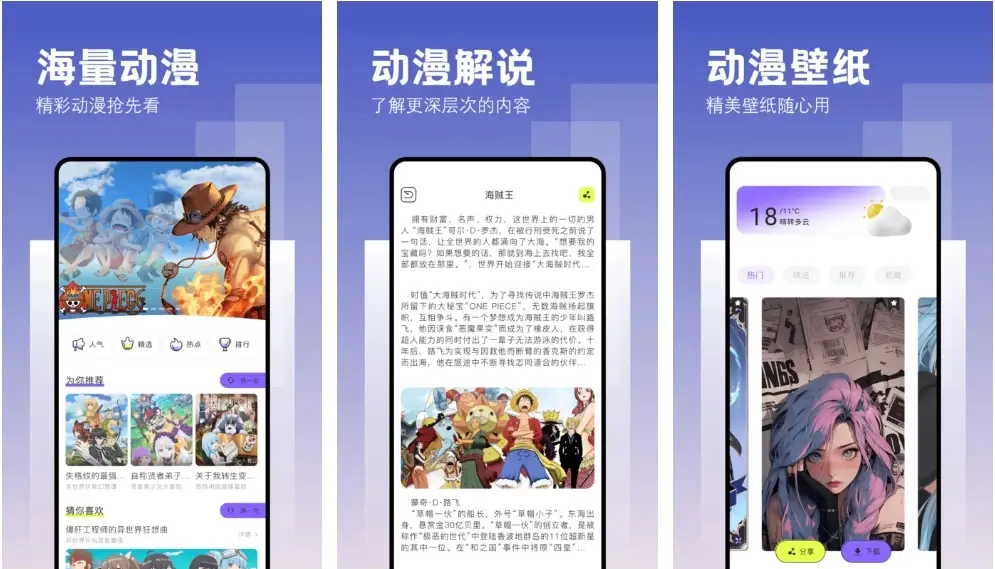 海量动漫
精彩动漫抢先看
ONE PIECE
人气
精选
热点
排行
为你推荐
换一批
失格纹的最强...
自称贤者弟子...
关于我转生变...
猜你喜欢
换一批
爆肝工程师的异世界狂想曲
动漫解说
了解更深层次的内容
海贼王
拥有财富、名声、权力，这世界上的一切的男
人“海贼王”哥尔·D·罗杰，在被行刑受死之前说了
一句话，让全世界的人都涌向了大海。“想要我的
宝藏吗？如果想要的话，那就到海上去找吧，我全
部都放在那里。”，世界开始迎接“大海贼时代...
时值“大海贼时代”，为了寻找传说中海贼王罗杰
所留下的大秘宝“ONE PIECE”，无数海贼扬起旗
帜，互相争斗。有一个梦想成为海贼王的少年叫路
飞，他因误食“恶魔果实”而成为了橡皮人，在获得
超人能力的同时付出了一辈子无法游泳的代价。十
年后，路飞为实现与因救他而断臂的香克斯的约定
而出海，他在旅途中不断寻找志同道合的伙伴...
蒙奇·D·路飞
“草帽一伙”的船长，外号“草帽小子”。东海出
身，悬赏金30亿贝里。“草帽一伙”的创立者，是被
称作“极恶的世代”中登陆香波地群岛的11位超新星
的其中一位。在“和之国”事件中将原“四皇”...
动漫壁纸
精美壁纸随心用
18 /11°C
晴转多云
热门
精选
推荐
收藏
分享
下载